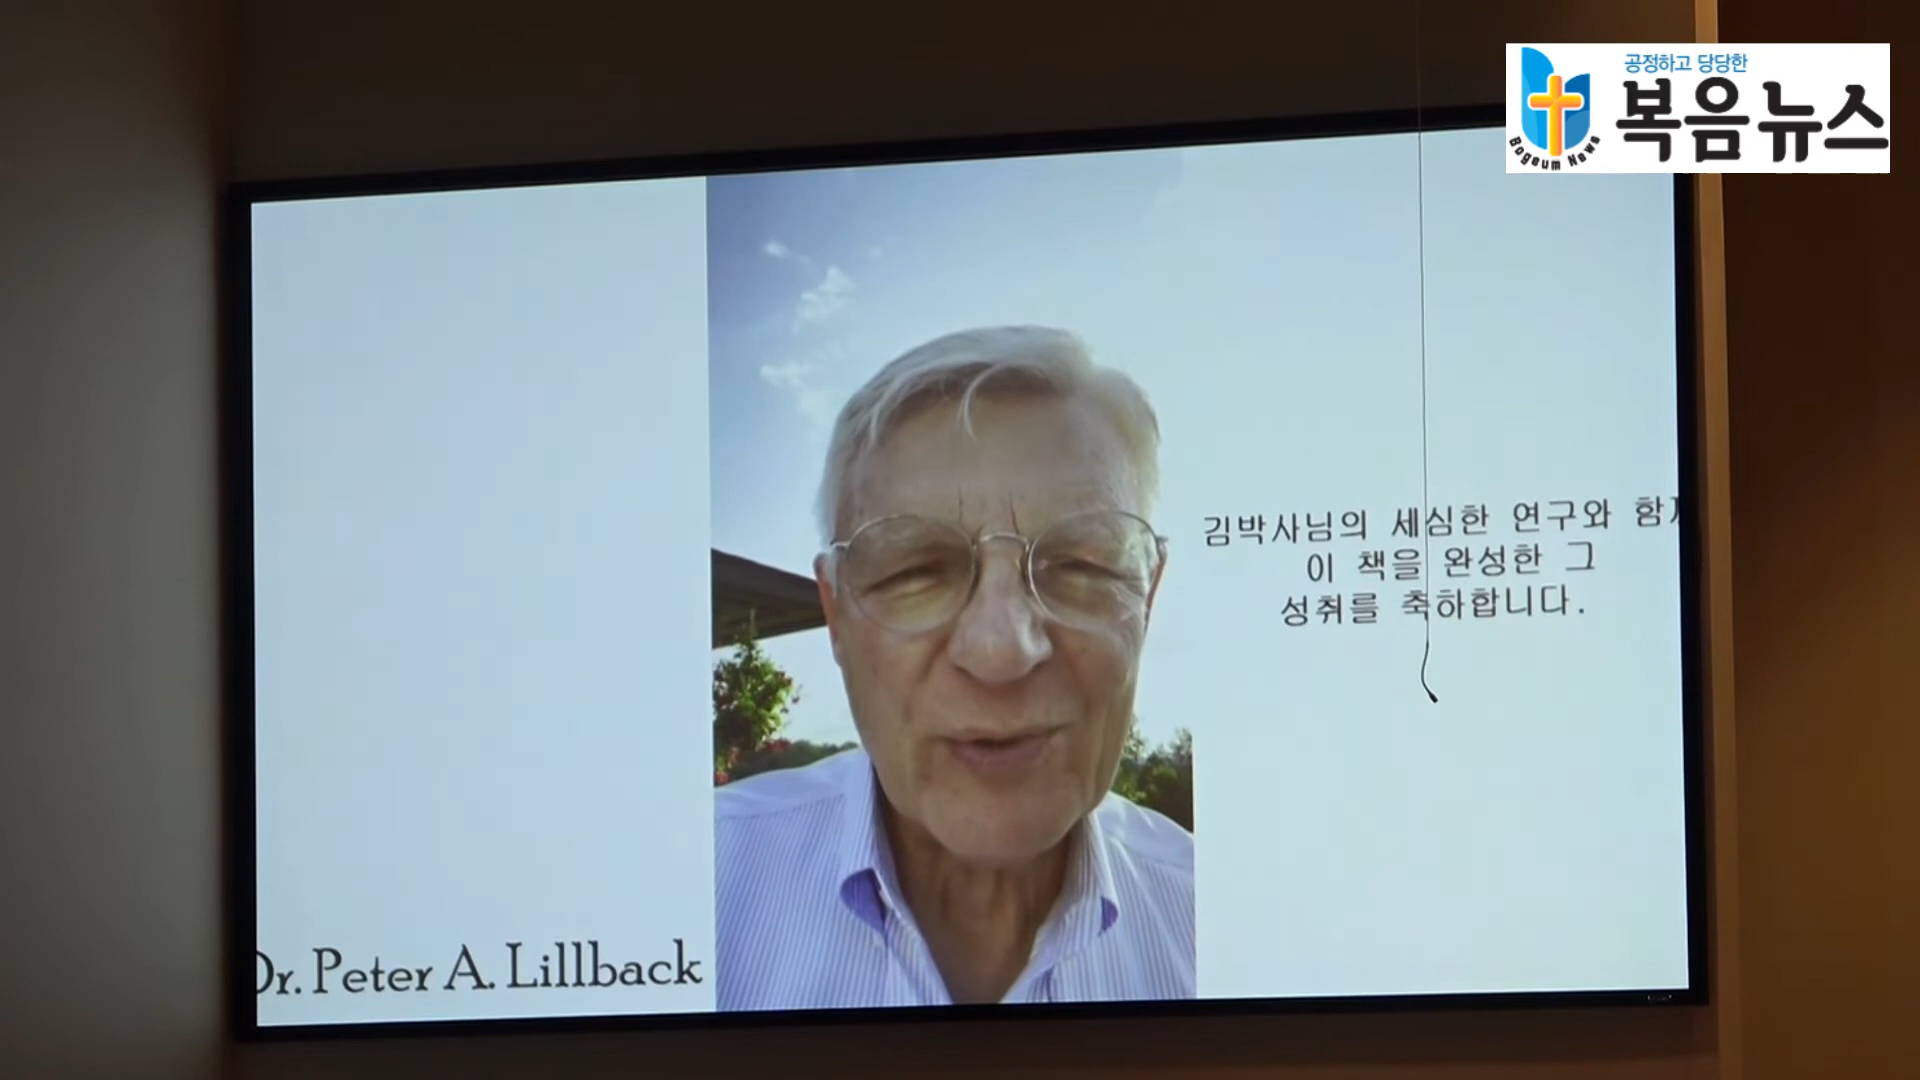 공정하고 당당한
복음뉴스
Bogeum News
김박사님의 세심한 연구와
이 책을 완성한 그
성취를 축하합니다.
Dr. Peter A. Lillback